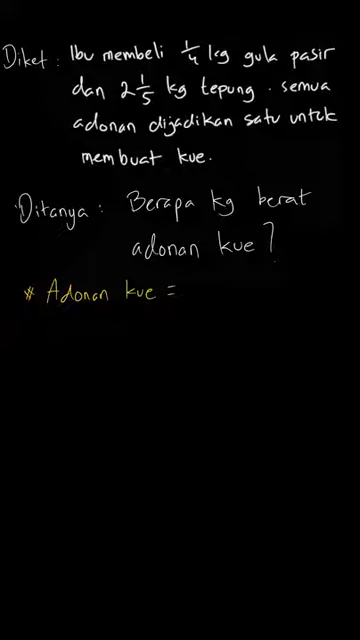 Diket : Ibu membeli 1/4 kg gula pasir
dan 2 1/5 kg tepung. semua
adonan dijadikan satu untuk
membuat kue.
Ditanya : Berapa kg berat
adonan kue?
* Adonan kue =